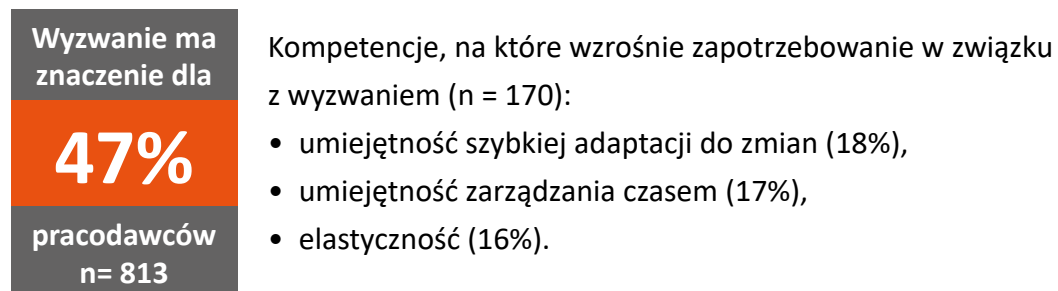 Wyzwanie ma
znaczenie dla
47%
pracodawców
n= 813
Kompetencje, na które wzrośnie zapotrzebowanie w związku
z wyzwaniem (n = 170):
• umiejętność szybkiej adaptacji do zmian (18%),
• umiejętność zarządzania czasem (17%),
• elastyczność (16%).